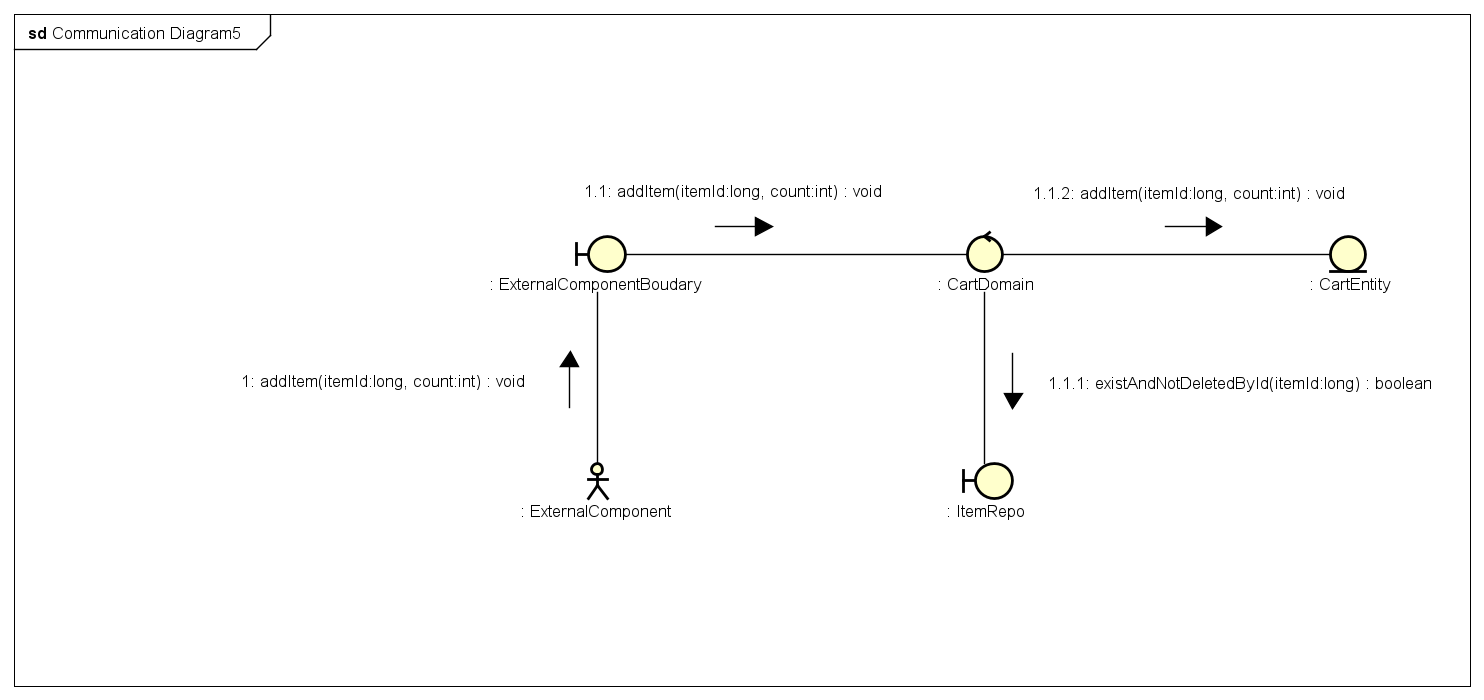 sd Communication Diagram5
1.1: addItem(itemId:long, count:int) : void
1.1.2: addItem(itemId:long, count:int) : void
: ExternalComponentBoudary
: CartDomain
: CartEntity
1: addItem(itemId:long, count:int) : void
1.1.1: existAndNotDeletedById(itemId:long) : boolean
: ExternalComponent
: ItemRepo